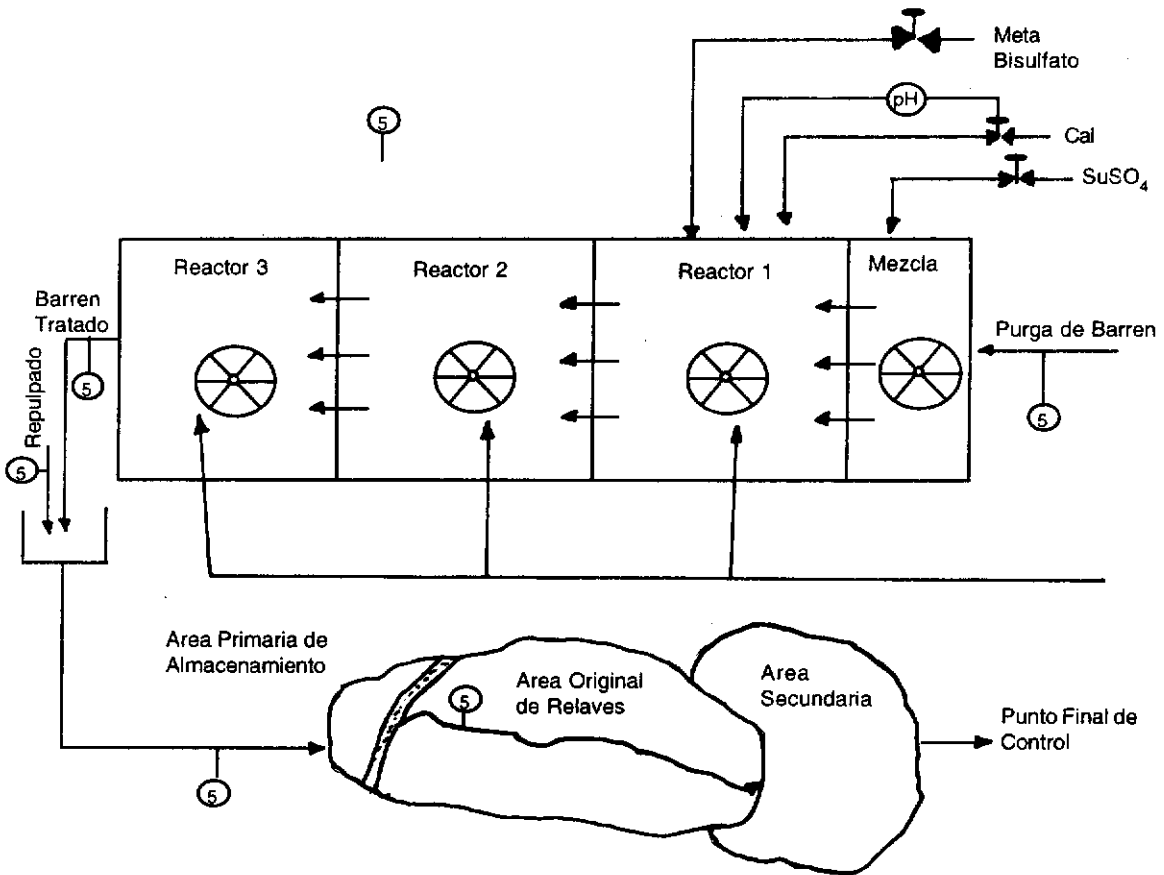 Meta
Bisulfato
5
pH
Cal
SuSO₄
Reactor 3
Reactor 2
Reactor 1
Mezcla
Barren
Tratado
Purga de Barren
5
Repulpado
5
5
Area Primaria de
Almacenamiento
Area Original
de Relaves
5
Area
Secundaria
Punto Final de
Control
5